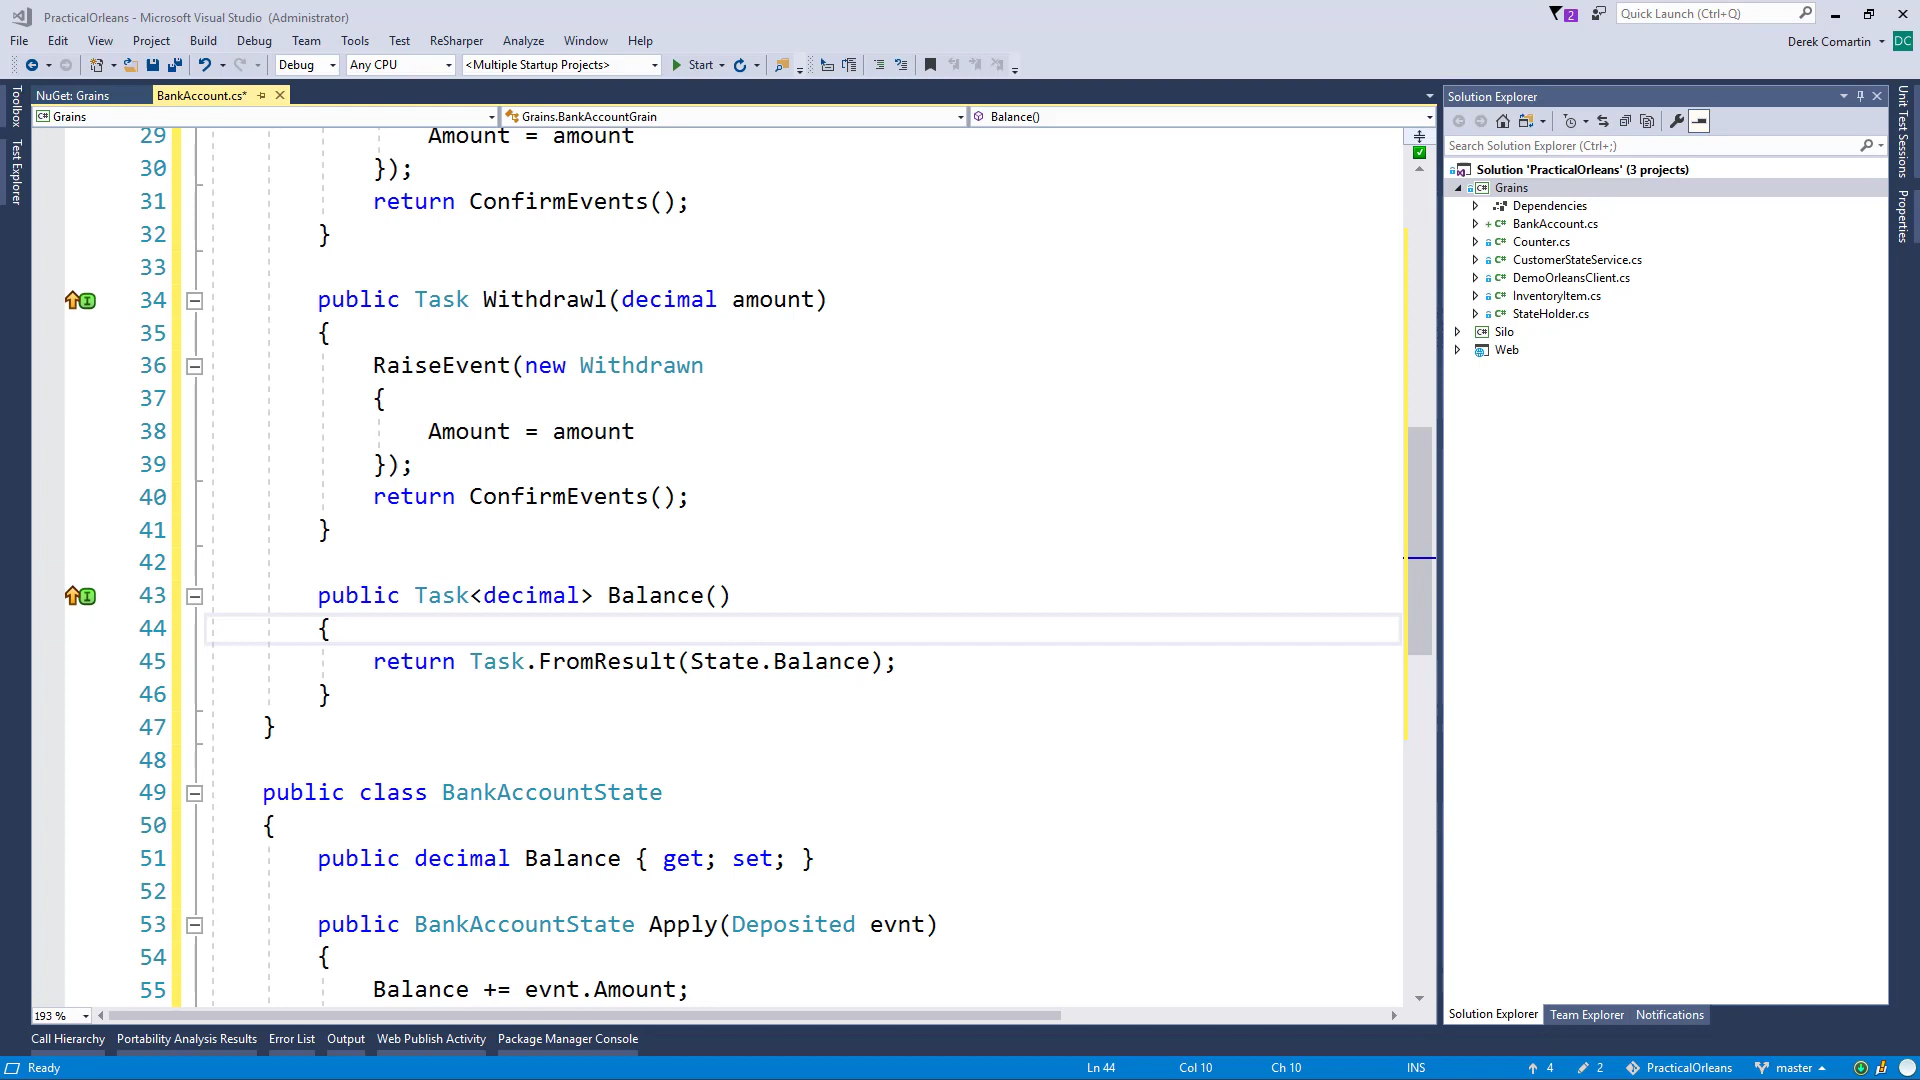 PracticalOrleans - Microsoft Visual Studio (Administrator)
2
Quick Launch (Ctrl+Q)
File Edit View Project Build Debug Team Tools Test ReSharper Analyze Window Help
Derek Comartin
DC
Debug Any CPU <Multiple Startup Projects> Start
Toolbox
Test Explorer
NuGet: Grains
BankAccount.cs*
Grains
Grains.BankAccountGrain
Balance()
29 Amount = amount
30 });
31 return ConfirmEvents();
32 }
33
34 public Task Withdrawl(decimal amount)
35 {
36 RaiseEvent(new Withdrawn
37 {
38 Amount = amount
39 });
40 return ConfirmEvents();
41 }
42
43 public Task<decimal> Balance()
44 {
45 return Task.FromResult(State.Balance);
46 }
47 }
48
49 public class BankAccountState
50 {
51 public decimal Balance { get; set; }
52
53 public BankAccountState Apply(Deposited evnt)
54 {
55 Balance += evnt.Amount;
193 %
Solution Explorer
Search Solution Explorer (Ctrl+;)
Solution 'PracticalOrleans' (3 projects)
C# Grains
Dependencies
C# BankAccount.cs
C# Counter.cs
C# CustomerStateService.cs
C# DemoOrleansClient.cs
C# InventoryItem.cs
C# StateHolder.cs
C# Silo
Web
Unit Test Sessions
Properties
Solution Explorer Team Explorer Notifications
Call Hierarchy Portability Analysis Results Error List Output Web Publish Activity Package Manager Console
Ready
Ln 44 Col 10 Ch 10 INS
4 2 PracticalOrleans master